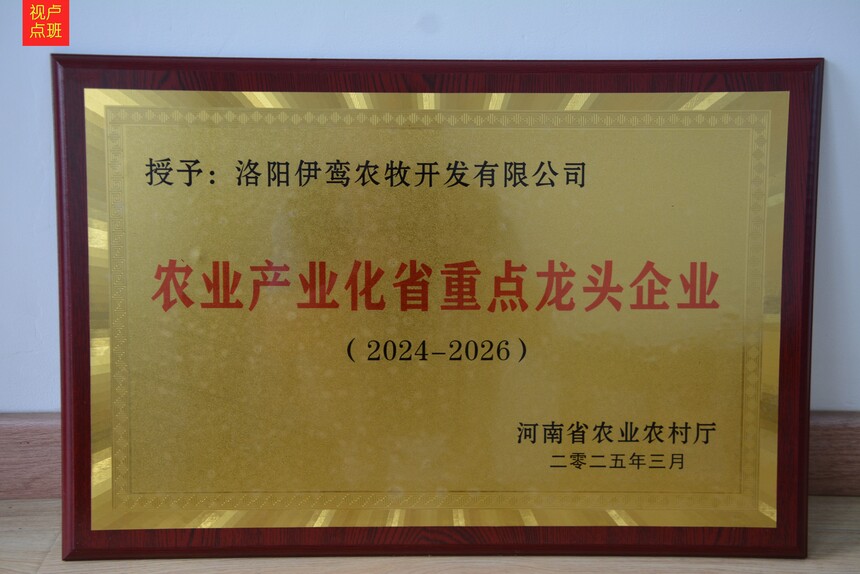 视卢
点班
授予：洛阳伊鸾农牧开发有限公司
农业产业化省重点龙头企业
（2024-2026）
河南省农业农村厅
二零二五年三月